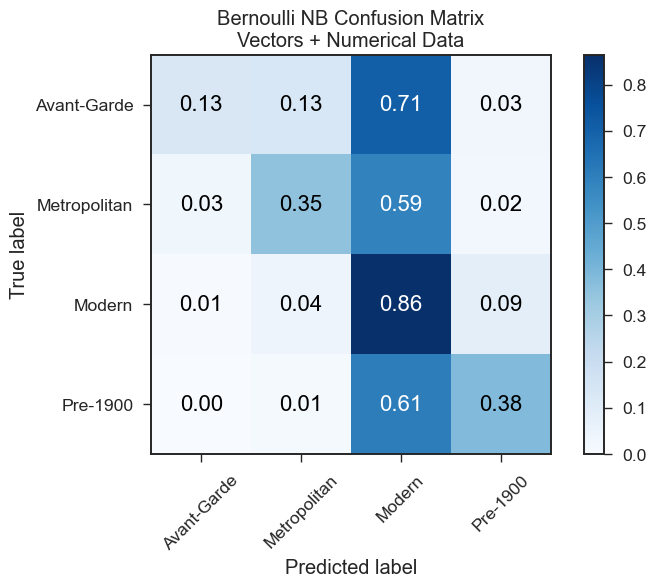 Bernoulli NB Confusion Matrix
Vectors + Numerical Data
Avant-Garde 0.13 0.13 0.71 0.03
Metropolitan 0.03 0.35 0.59 0.02
Modern 0.01 0.04 0.86 0.09
Pre-1900 0.00 0.01 0.61 0.38
True label
Avant-Garde Metropolitan Modern Pre-1900
Predicted label
0.8
0.7
0.6
0.5
0.4
0.3
0.2
0.1
0.0